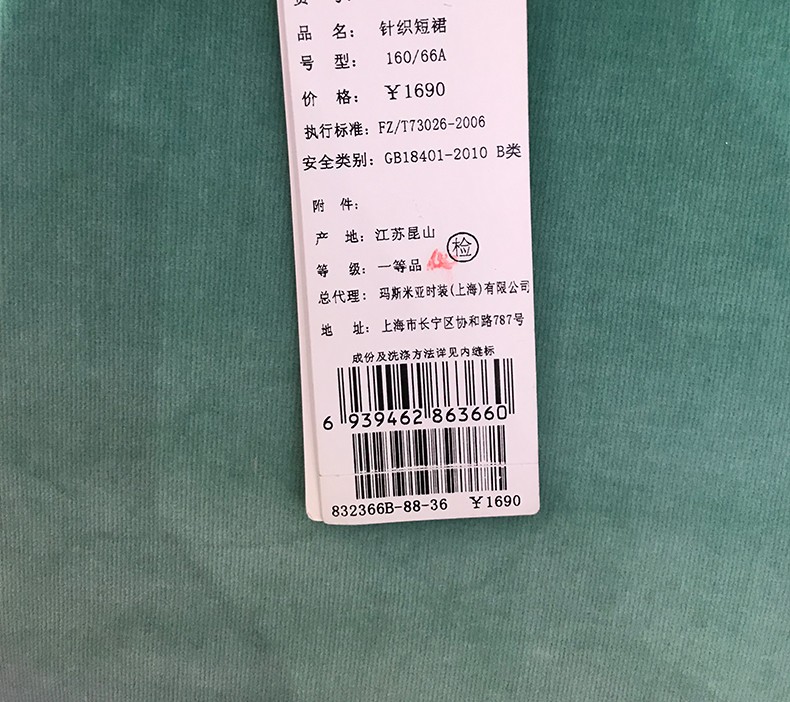 品 名： 针织短裙
号 型： 160/66A
价 格： ￥1690
执行标准：FZ/T73026-2006
安全类别：GB18401-2010 B类
附 件：
产 地：江苏昆山
检
等 级：一等品
总代理：玛斯米亚时装(上海)有限公司
地 址：上海市长宁区协和路787号
成份及洗涤方法详见内缝标
6 939462 863660
832366B-88-36 ￥1690